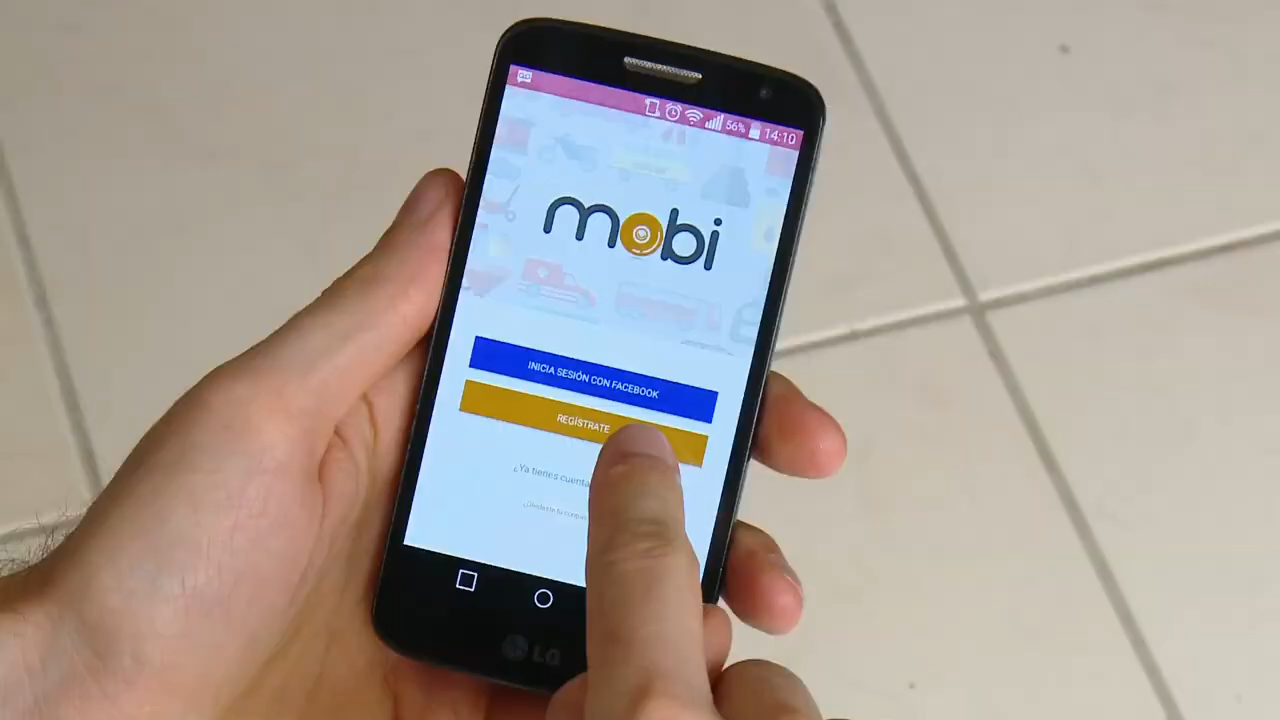 56% 14:10
mobi
INICIA SESIÓN CON FACEBOOK
REGÍSTRATE
¿Ya tienes cuenta
LG